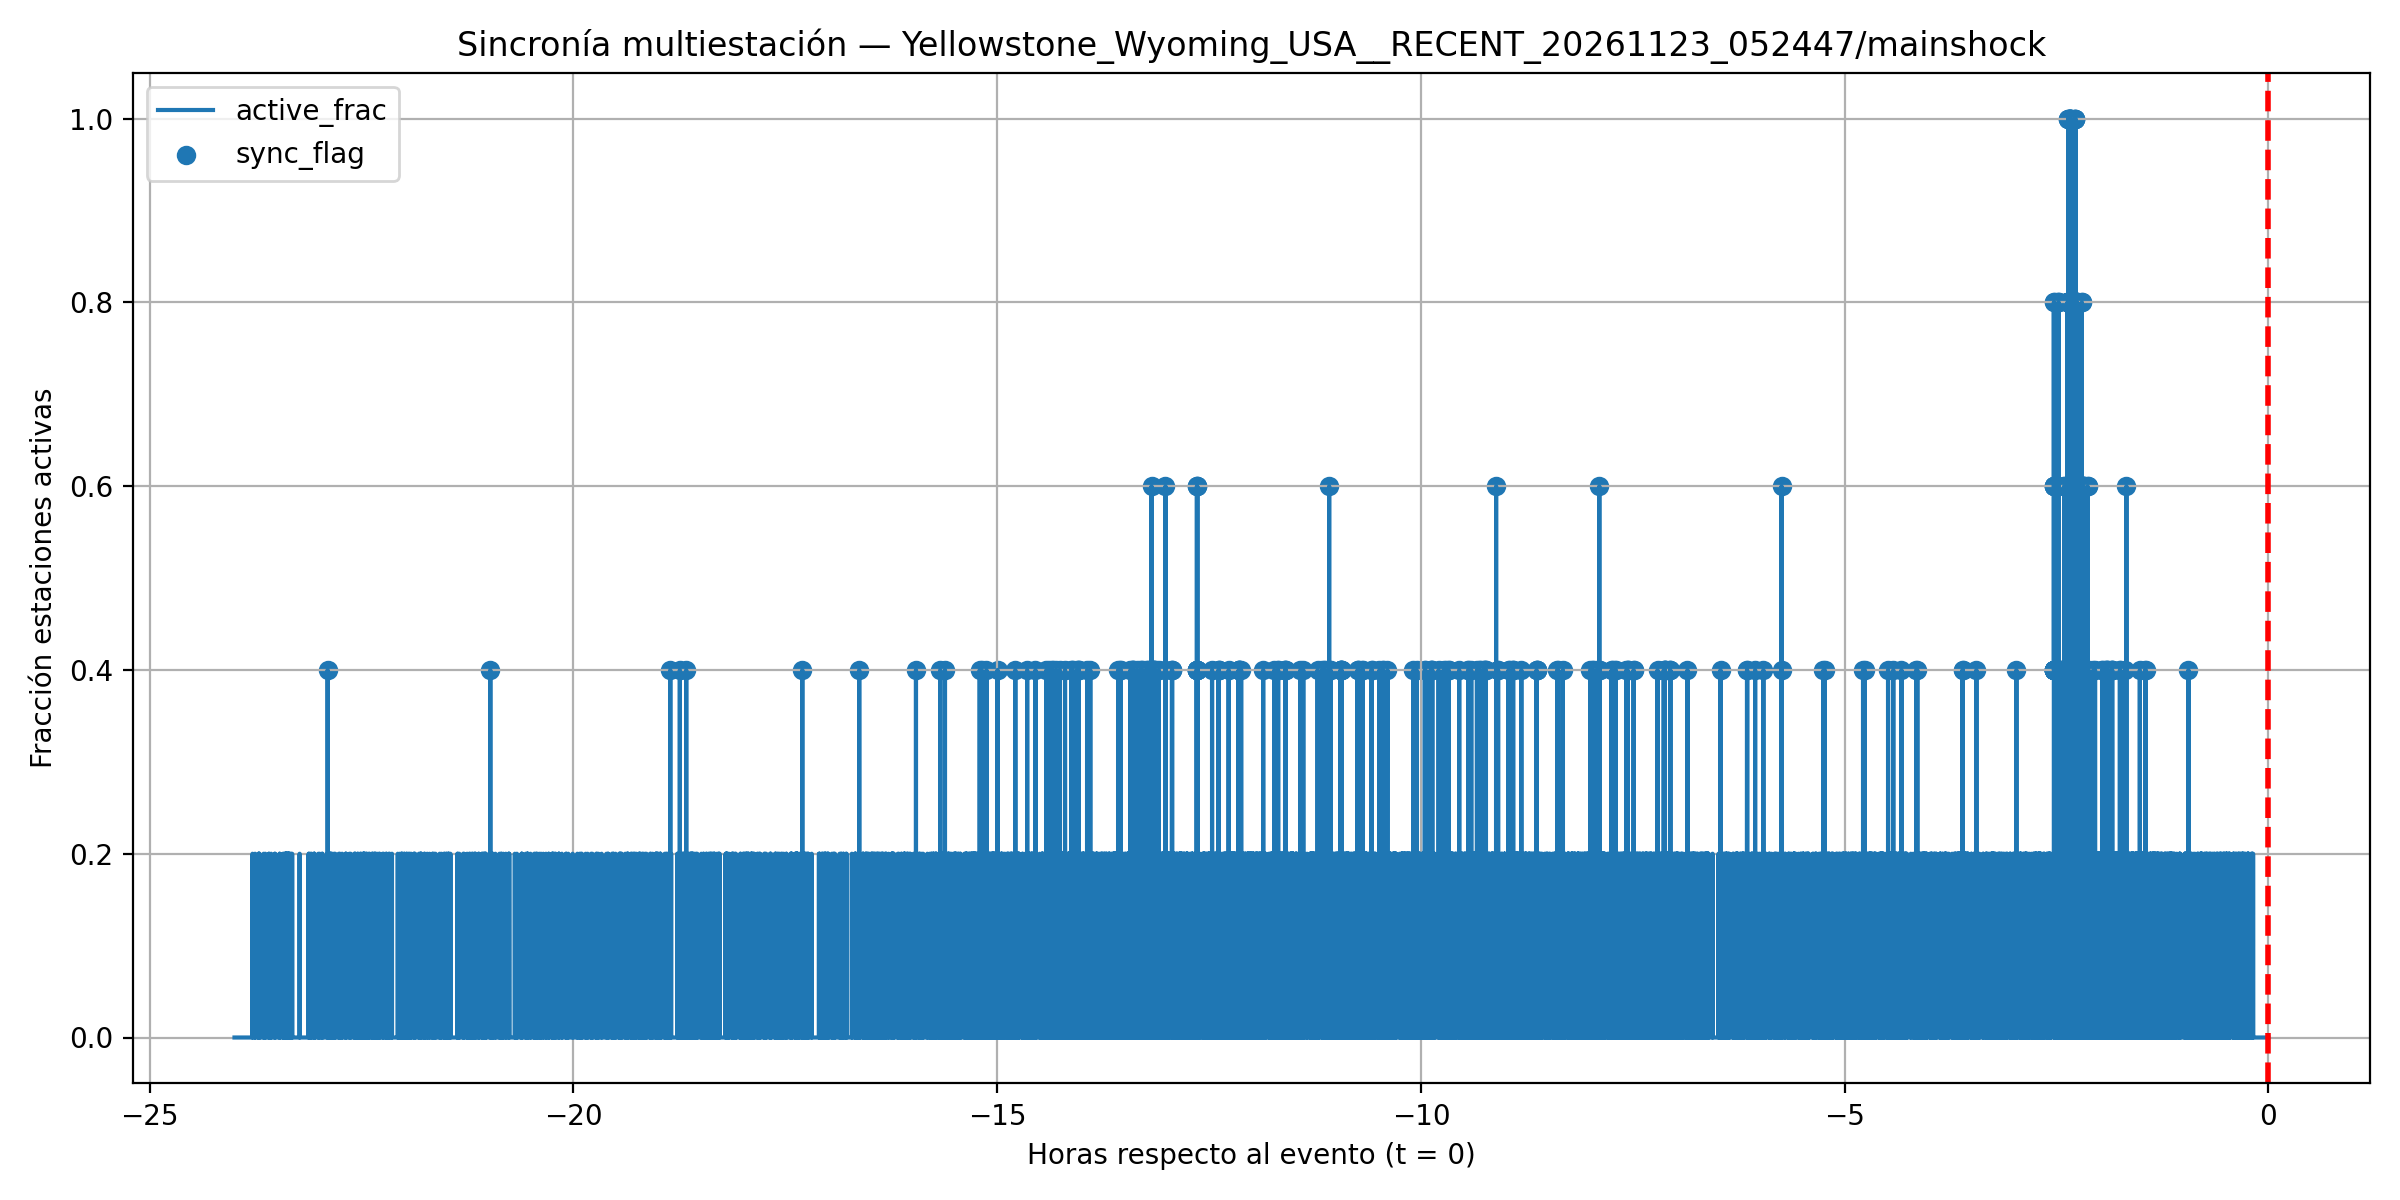 Sincronía multiestación — Yellowstone_Wyoming_USA__RECENT_20261123_052447/mainshock
active_frac
sync_flag
1.0
0.8
0.6
0.4
0.2
0.0
Fracción estaciones activas
−25
−20
−15
−10
−5
0
Horas respecto al evento (t = 0)